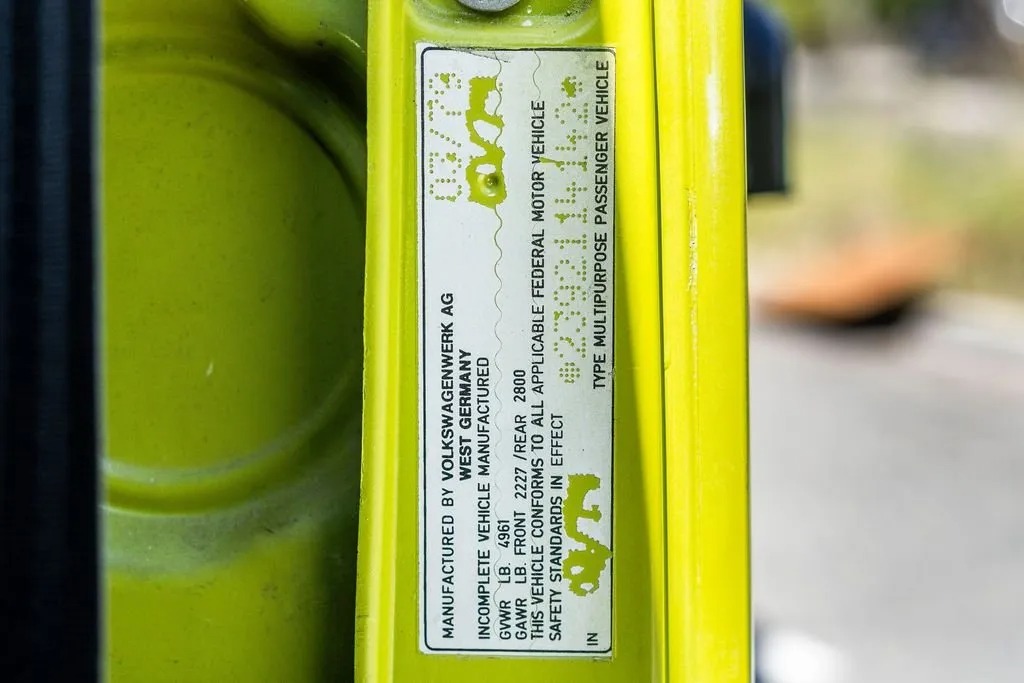 MANUFACTURED BY VOLKSWAGENWERK AG
WEST GERMANY
INCOMPLETE VEHICLE MANUFACTURED
GVWR LB. 4961
GAWR LB. FRONT 2227 /REAR 2800
THIS VEHICLE CONFORMS TO ALL APPLICABLE FEDERAL MOTOR VEHICLE
SAFETY STANDARDS IN EFFECT
IN
TYPE MULTIPURPOSE PASSENGER VEHICLE